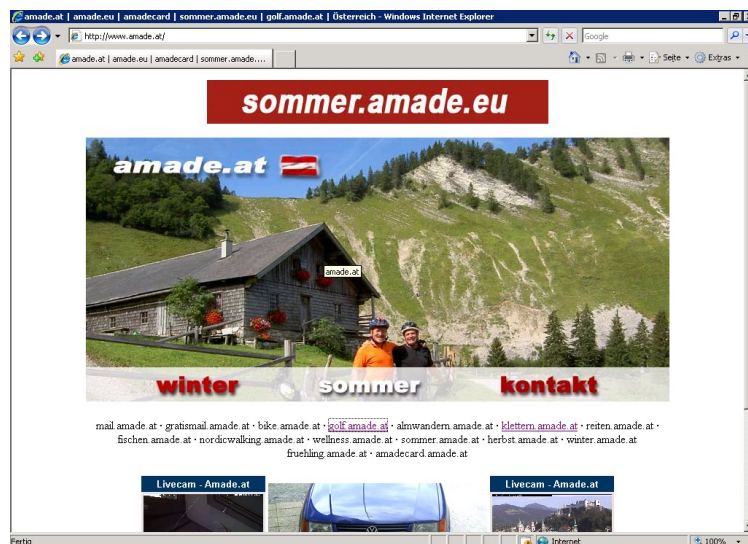 amade.at | amade.eu | amadecard | sommer.amade.eu | golf.amade.at | Österreich - Windows Internet Explorer
http://www.amade.at/
Google
amade.at | amade.eu | amadecard | sommer.amade....
Seite
Extras
sommer.amade.eu
amade.at
amade.at
winter
sommer
kontakt
mail.amade.at • gratismail.amade.at • bike.amade.at • golf.amade.at • almwandern.amade.at • klettern.amade.at • reiten.amade.at •
fischen.amade.at • nordicwalking.amade.at • wellness.amade.at • sommer.amade.at • herbst.amade.at • winter.amade.at
fruehling.amade.at • amadecard.amade.at
Livecam - Amade.at
Livecam - Amade.at
Fertig
Internet
100%